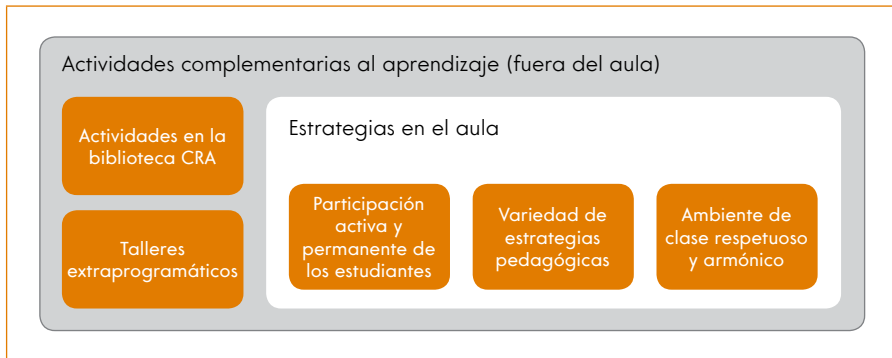 Actividades complementarias al aprendizaje (fuera del aula)
Actividades en la
biblioteca CRA
Talleres
extraprogramáticos
Estrategias en el aula
Participación
activa y
permanente de
los estudiantes
Variedad de
estrategias
pedagógicas
Ambiente de
clase respetuoso
y armónico